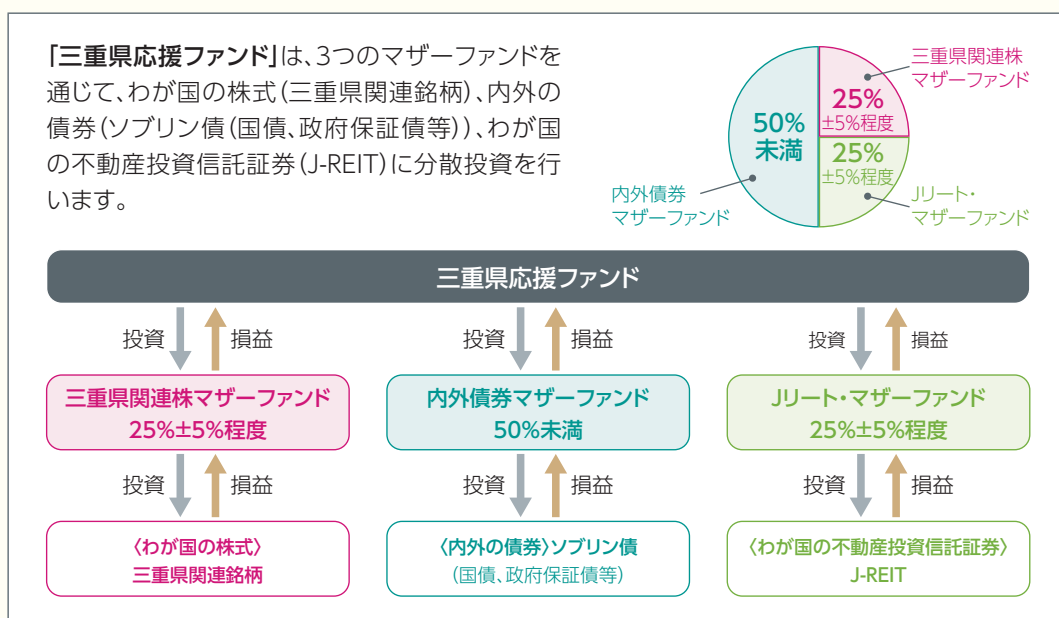 「三重県応援ファンド」は、3つのマザーファンドを
通じて、わが国の株式(三重県関連銘柄)、内外の
債券(ソブリン債(国債、政府保証債等))、わが国
の不動産投資信託証券(J-REIT)に分散投資を行
います。
三重県関連株
マザーファンド
25%
±5%程度
50%
未満
25%
±5%程度
内外債券
マザーファンド
Jリート・
マザーファンド
三重県応援ファンド
投資 損益 投資 損益 投資 損益
三重県関連株マザーファンド
25%±5%程度
内外債券マザーファンド
50%未満
Jリート・マザーファンド
25%±5%程度
投資 損益 投資 損益 投資 損益
〈わが国の株式〉
三重県関連銘柄
〈内外の債券〉ソブリン債
(国債、政府保証債等)
〈わが国の不動産投資信託証券〉
J-REIT